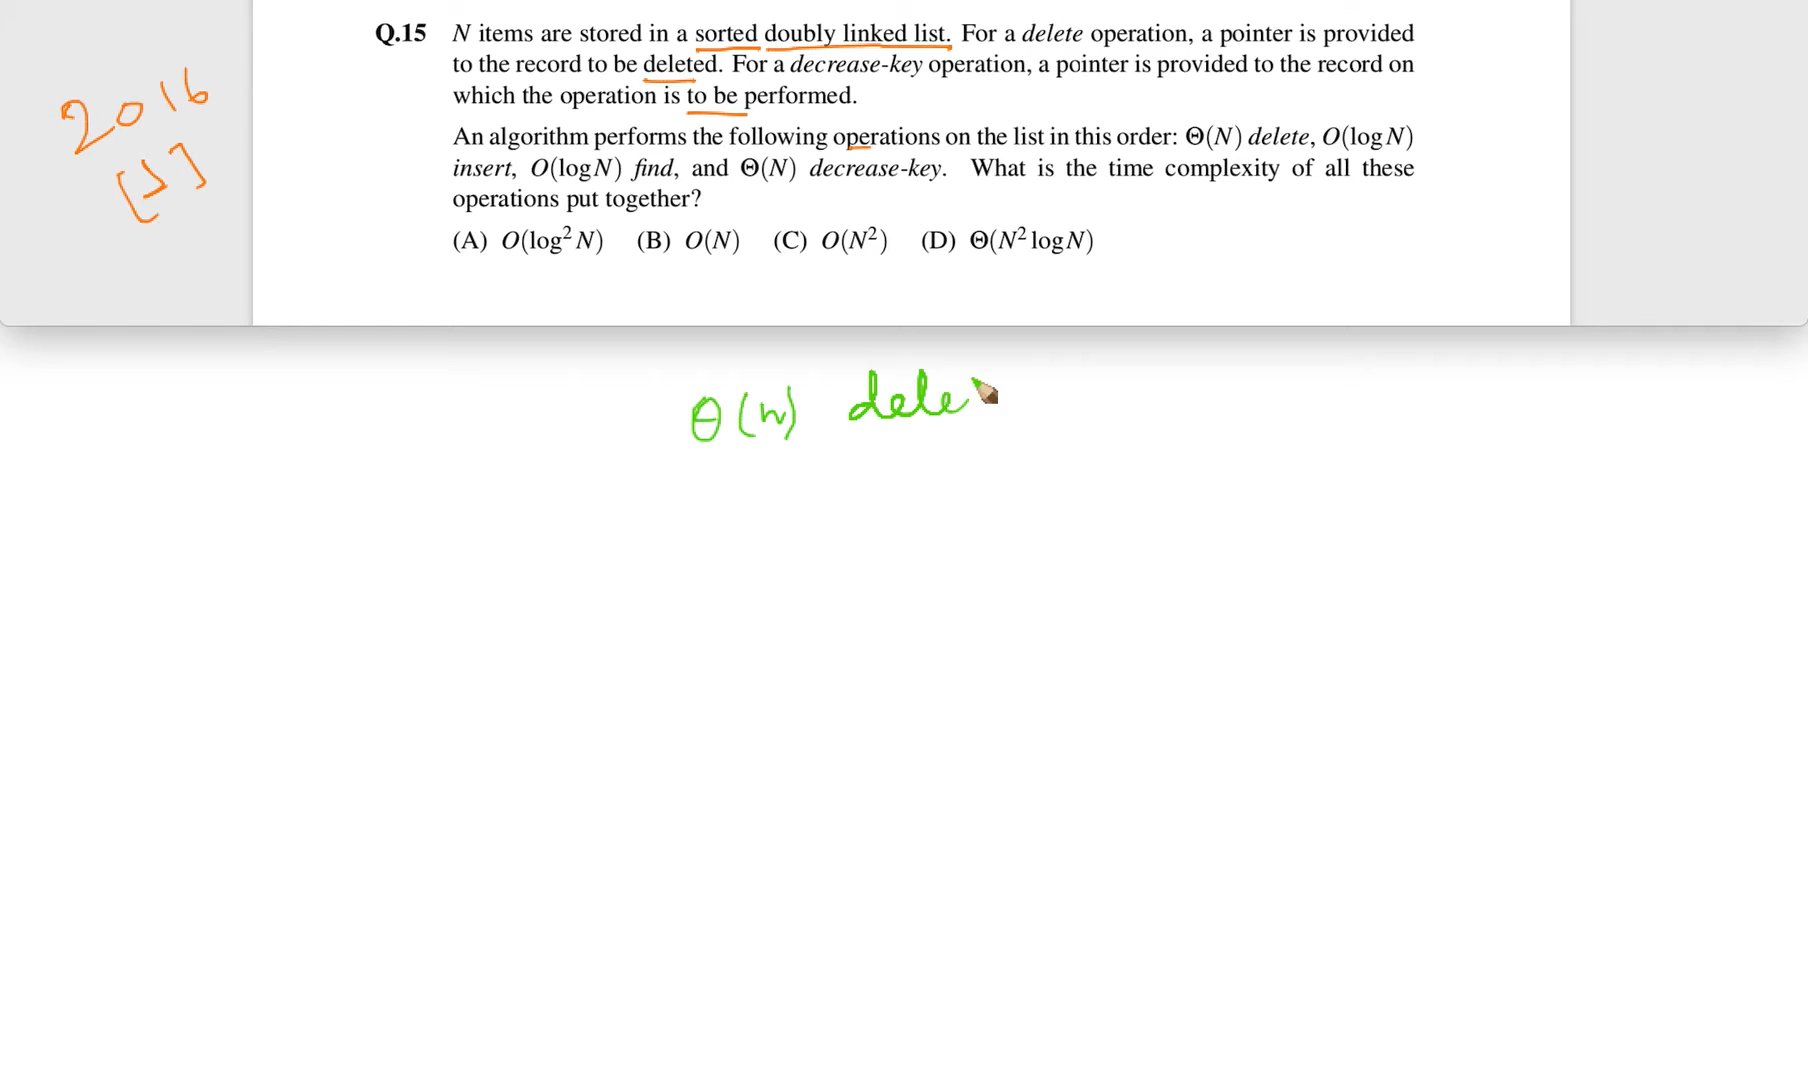 Q.15 N items are stored in a sorted doubly linked list. For a delete operation, a pointer is provided
to the record to be deleted. For a decrease-key operation, a pointer is provided to the record on
which the operation is to be performed.
An algorithm performs the following operations on the list in this order: Θ(N) delete, O(log N)
insert, O(log N) find, and Θ(N) decrease-key. What is the time complexity of all these
operations put together?
(A) O(log² N) (B) O(N) (C) O(N²) (D) Θ(N² log N)
2016
θ(N) dele